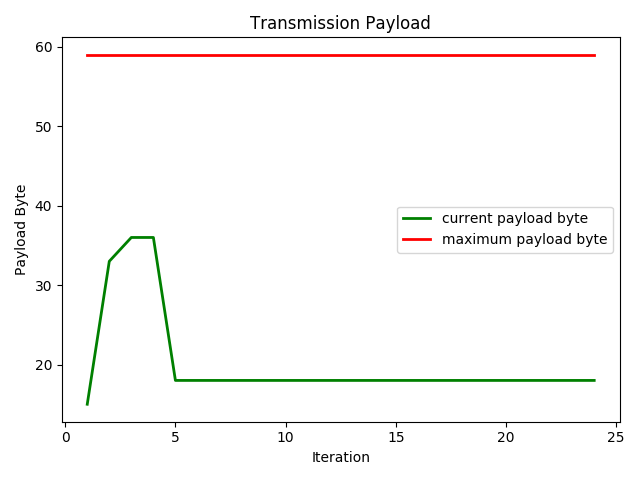 Transmission Payload
60
50
40
30
20
Payload Byte
current payload byte
maximum payload byte
0 5 10 15 20 25
Iteration